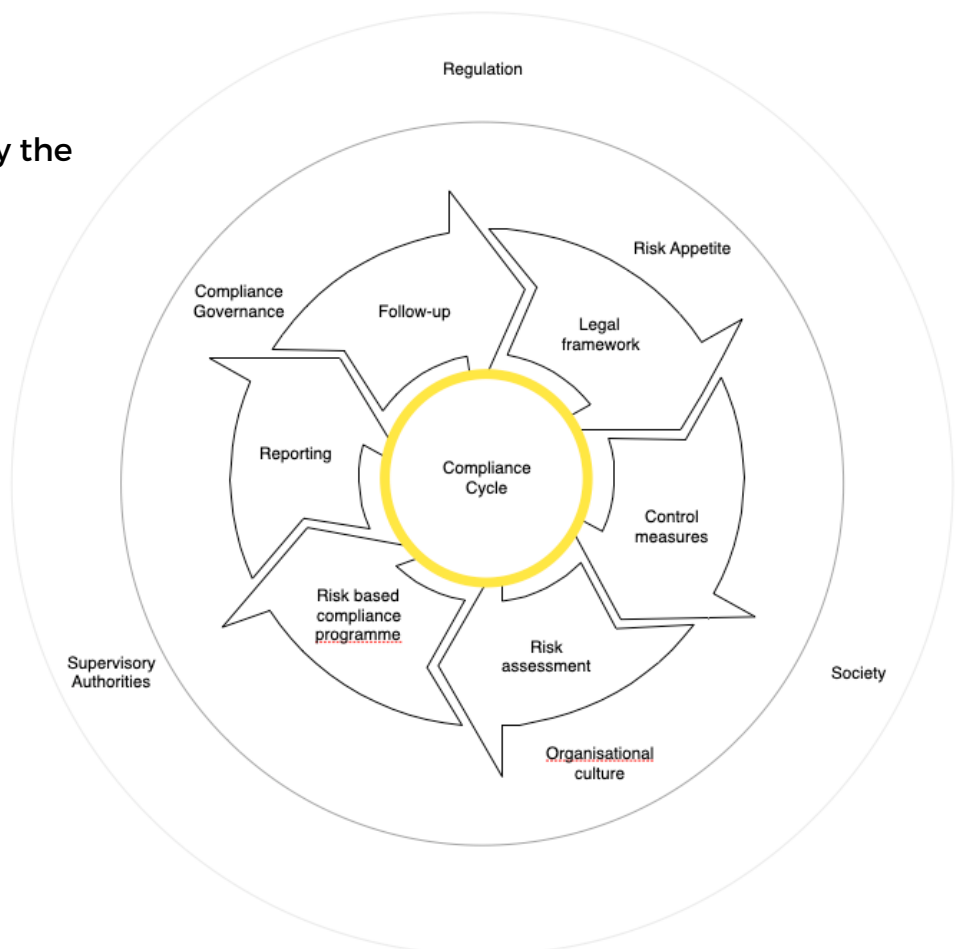 Regulation
y the
Risk Appetite
Compliance
Governance
Follow-up
Legal
framework
Reporting
Compliance
Cycle
Control
measures
Risk based
compliance
programme
Risk
assessment
Supervisory
Authorities
Society
Organisational
culture